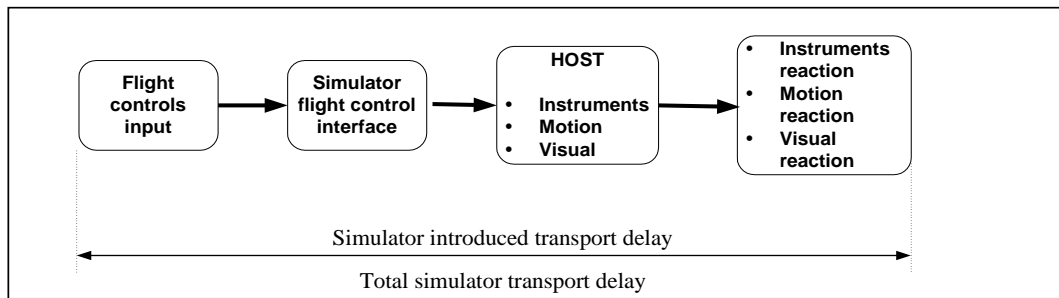 Flight
controls
input
Simulator
flight control
interface
HOST
• Instruments
• Motion
• Visual
• Instruments
reaction
• Motion
reaction
• Visual
reaction
Simulator introduced transport delay
Total simulator transport delay